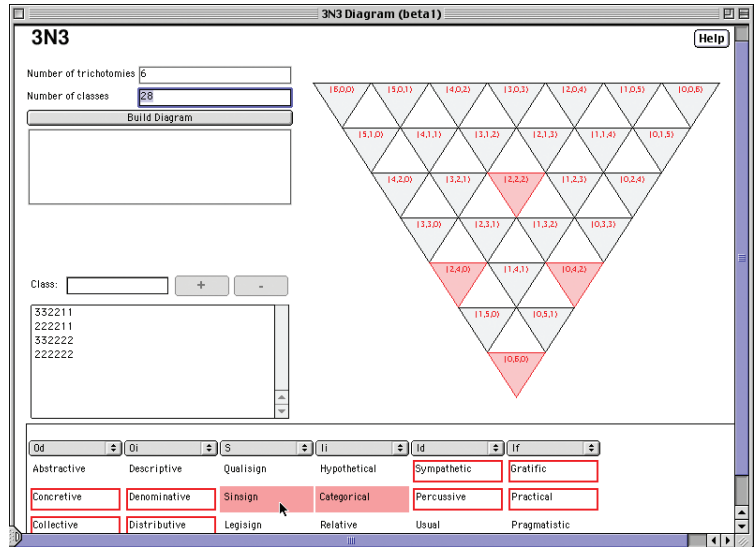 3N3 Diagram (beta1)
3N3
Help
Number of trichotomies 6
Number of classes 28
Build Diagram
(6,0,0) (5,0,1) (4,0,2) (3,0,3) (2,0,4) (1,0,5) (0,0,6)
(5,1,0) (4,1,1) (3,1,2) (2,1,3) (1,1,4) (0,1,5)
(4,2,0) (3,2,1) (2,2,2) (1,2,3) (0,2,4)
(3,3,0) (2,3,1) (1,3,2) (0,3,3)
(2,4,0) (1,4,1) (0,4,2)
(1,5,0) (0,5,1)
(0,6,0)
Class: + -
332211
222211
332222
222222
Od Oi S Ii Id If
Abstractive Descriptive Qualisign Hypothetical Sympathetic Gratific
Concretive Denominative Sinsign Categorical Percussive Practical
Collective Distributive Legisign Relative Usual Pragmatistic